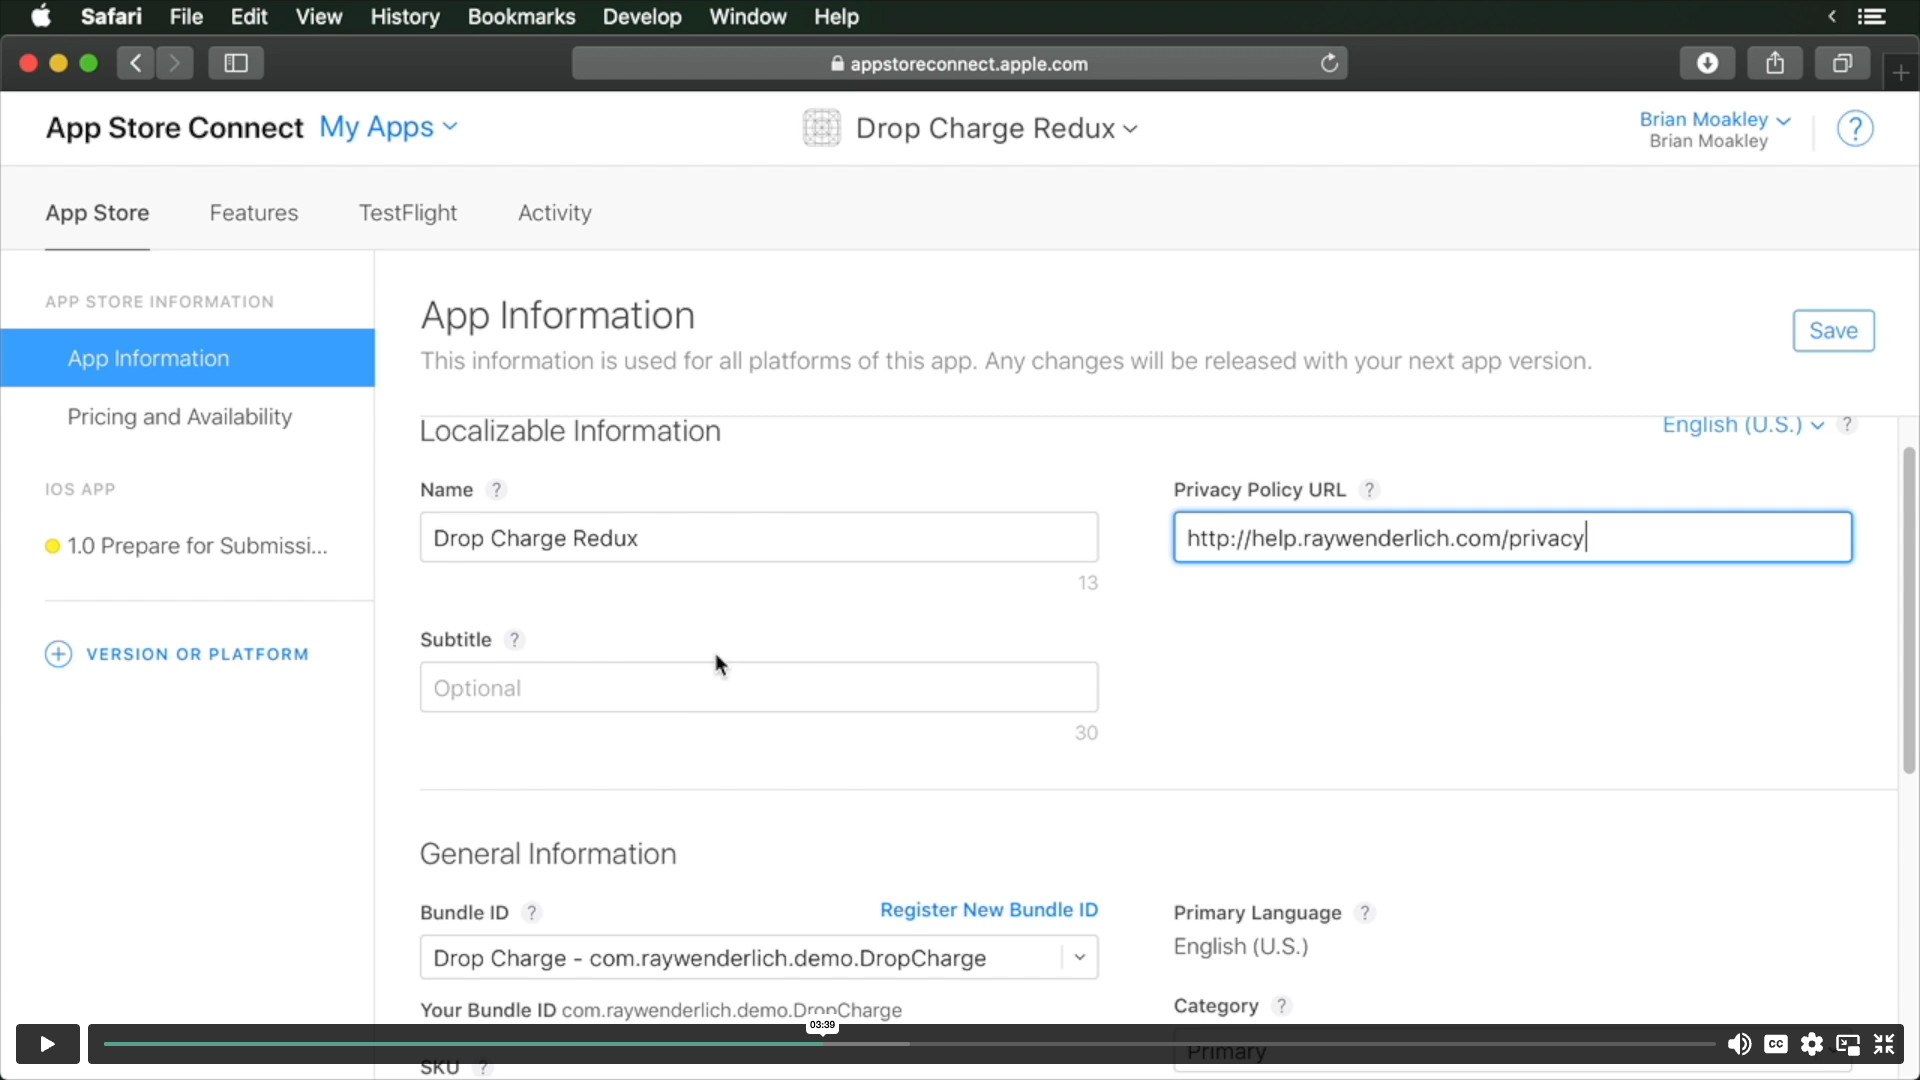 Safari File Edit View History Bookmarks Develop Window Help
appstoreconnect.apple.com
App Store Connect My Apps
Drop Charge Redux
Brian Moakley
Brian Moakley
?
App Store Features TestFlight Activity
APP STORE INFORMATION
App Information
Pricing and Availability
IOS APP
1.0 Prepare for Submissi...
VERSION OR PLATFORM
App Information
Save
This information is used for all platforms of this app. Any changes will be released with your next app version.
Localizable Information
English (U.S.) ?
Name ?
Drop Charge Redux
13
Privacy Policy URL ?
http://help.raywenderlich.com/privacy
Subtitle ?
Optional
30
General Information
Bundle ID ?
Register New Bundle ID
Drop Charge - com.raywenderlich.demo.DropCharge
Your Bundle ID com.raywenderlich.demo.DropCharge
Primary Language ?
English (U.S.)
Category ?
Primary
03:39
SKU ?
CC